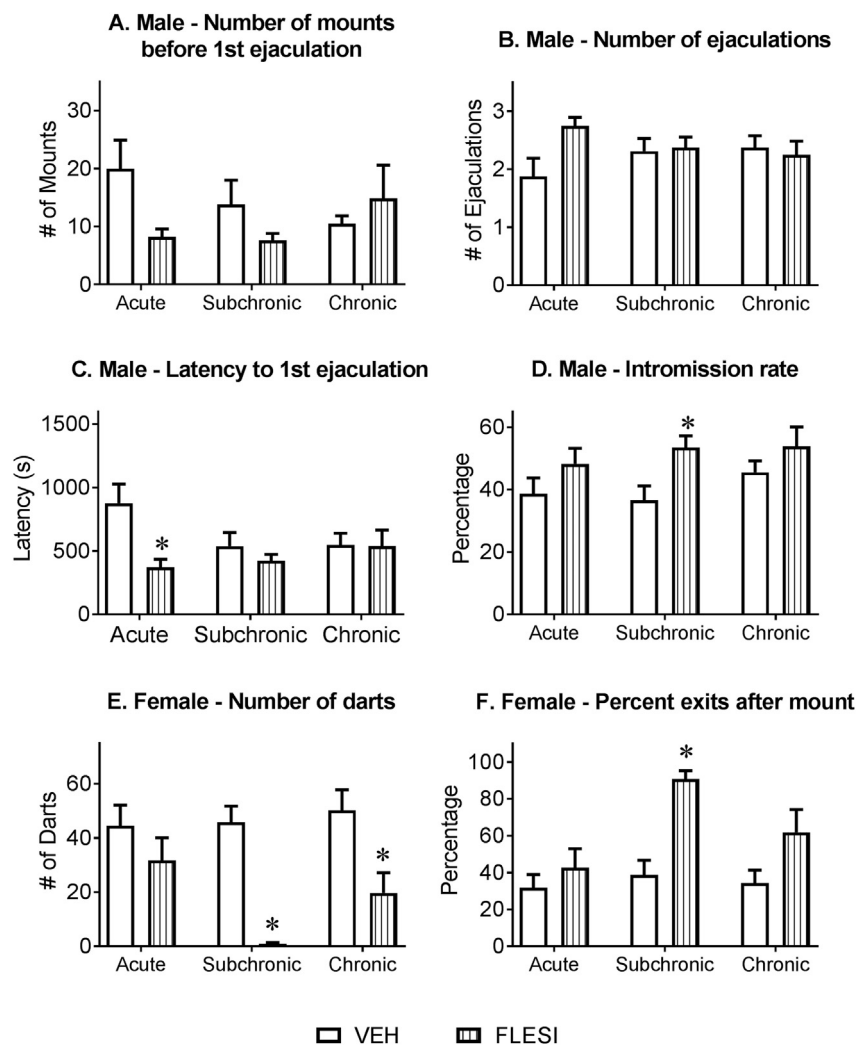 A. Male - Number of mounts
before 1st ejaculation
# of Mounts
30
20
10
0
Acute Subchronic Chronic
B. Male - Number of ejaculations
# of Ejaculations
3
2
1
0
Acute Subchronic Chronic
C. Male - Latency to 1st ejaculation
Latency (s)
1500
1000
500
0
*
Acute Subchronic Chronic
D. Male - Intromission rate
Percentage
60
40
20
0
*
Acute Subchronic Chronic
E. Female - Number of darts
# of Darts
60
40
20
0
* *
Acute Subchronic Chronic
F. Female - Percent exits after mount
Percentage
100
80
60
40
20
0
*
Acute Subchronic Chronic
VEH FLESI